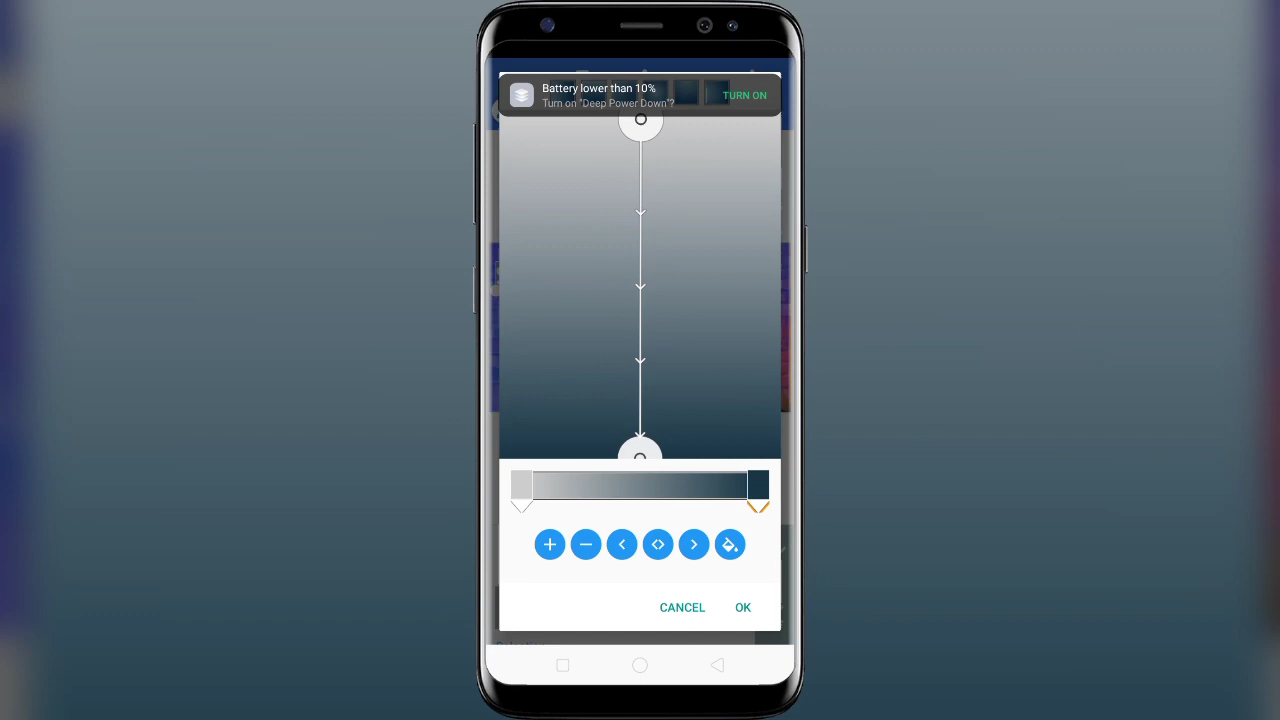 Battery lower than 10%
Turn on "Deep Power Down"?
TURN ON
CANCEL
OK